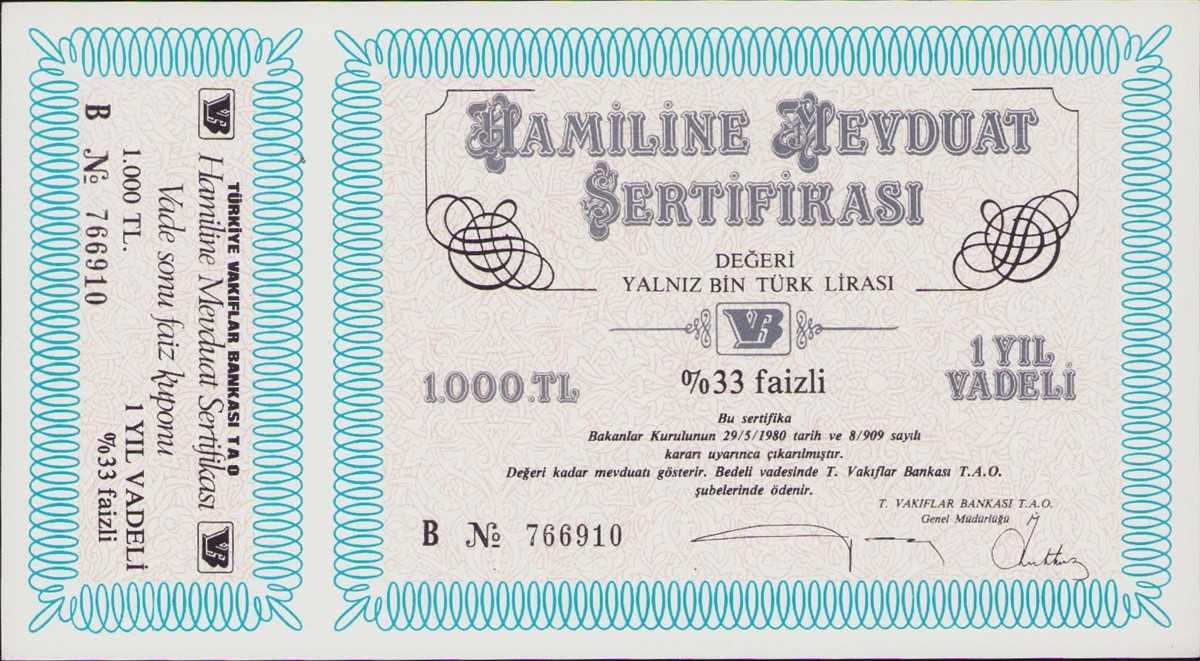 TÜRKİYE VAKIFLAR BANKASI T A O
Hamiline Mevduat Sertifikası
Vade sonu faiz kuponu
1.000 TL.
1 YIL VADELİ
%33 faizli
B № 766910
VB
VB
HAMİLİNE MEVDUAT
SERTİFİKASI
DEĞERİ
YALNIZ BİN TÜRK LİRASI
VB
1.000.TL
%33 faizli
1 YIL
VADELİ
Bu sertifika
Bakanlar Kurulunun 29/5/1980 tarih ve 8/909 sayılı
kararı uyarınca çıkarılmıştır.
Değeri kadar mevduatı gösterir. Bedeli vadesinde T. Vakıflar Bankası T.A.O.
şubelerinde ödenir.
T. VAKIFLAR BANKASI T.A.O.
Genel Müdürlüğü
B № 766910